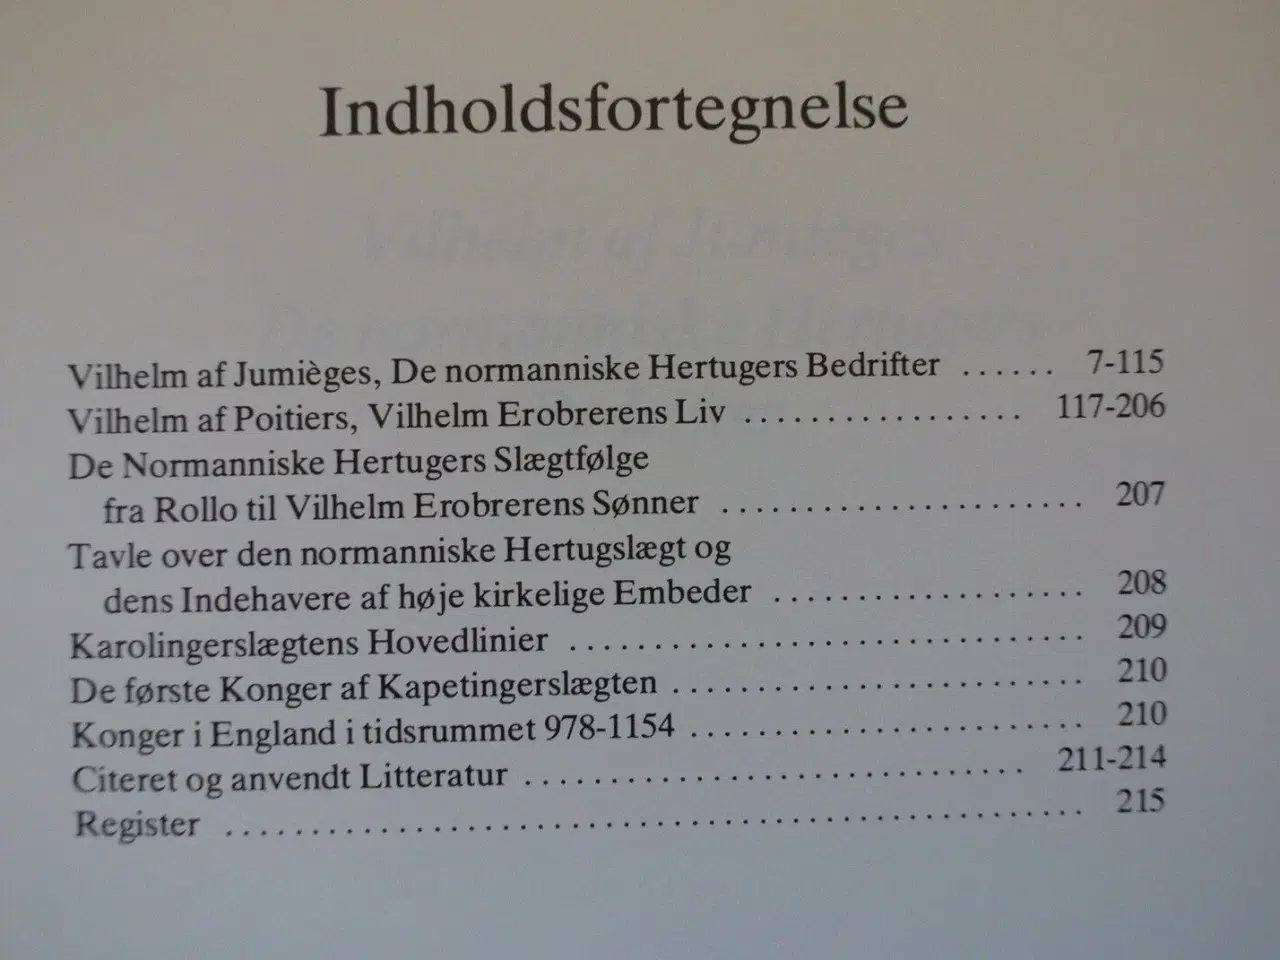 Indholdsfortegnelse
Vilhelm af Jumièges, De normanniske Hertugers Bedrifter ...... 7-115
Vilhelm af Poitiers, Vilhelm Erobrerens Liv ................. 117-206
De Normanniske Hertugers Slægtfølge
fra Rollo til Vilhelm Erobrerens Sønner ...................... 207
Tavle over den normanniske Hertugslægt og
dens Indehavere af høje kirkelige Embeder ................... 208
Karolingerslægtens Hovedlinier ............................... 209
De første Konger af Kapetingerslægten ........................ 210
Konger i England i tidsrummet 978-1154 ....................... 210
Citeret og anvendt Litteratur .............................. 211-214
Register .................................................... 215